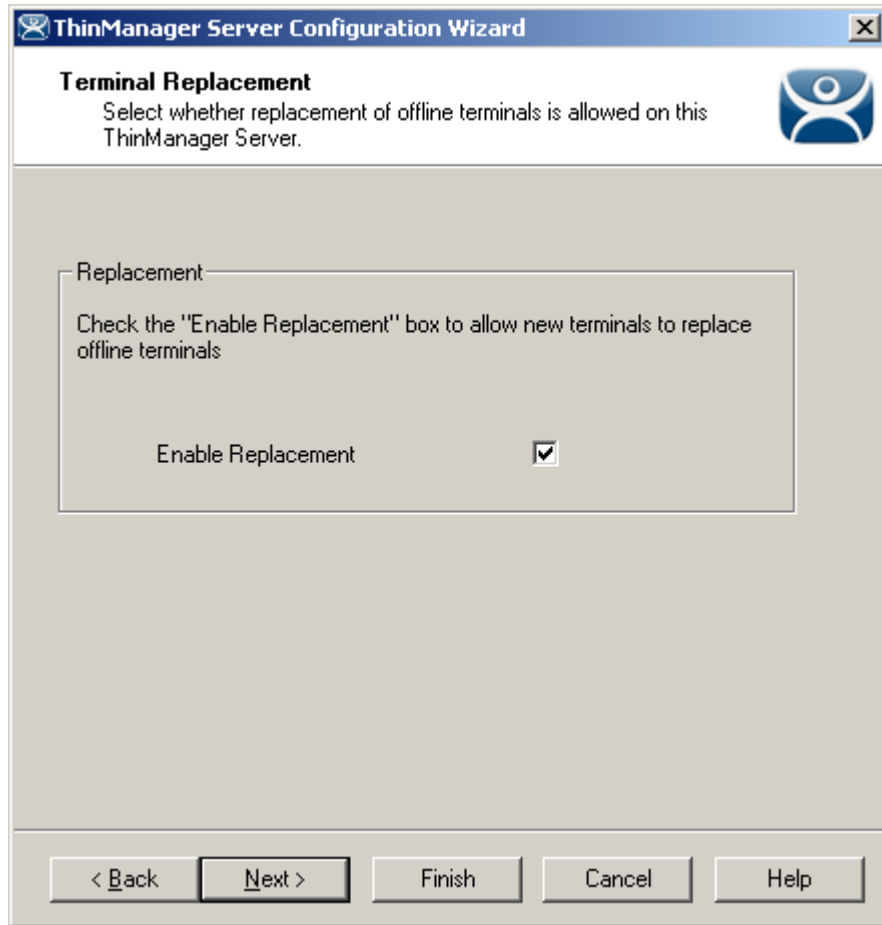 ThinManager Server Configuration Wizard
Terminal Replacement
Select whether replacement of offline terminals is allowed on this
ThinManager Server.
Replacement
Check the "Enable Replacement" box to allow new terminals to replace
offline terminals
Enable Replacement
< Back Next > Finish Cancel Help